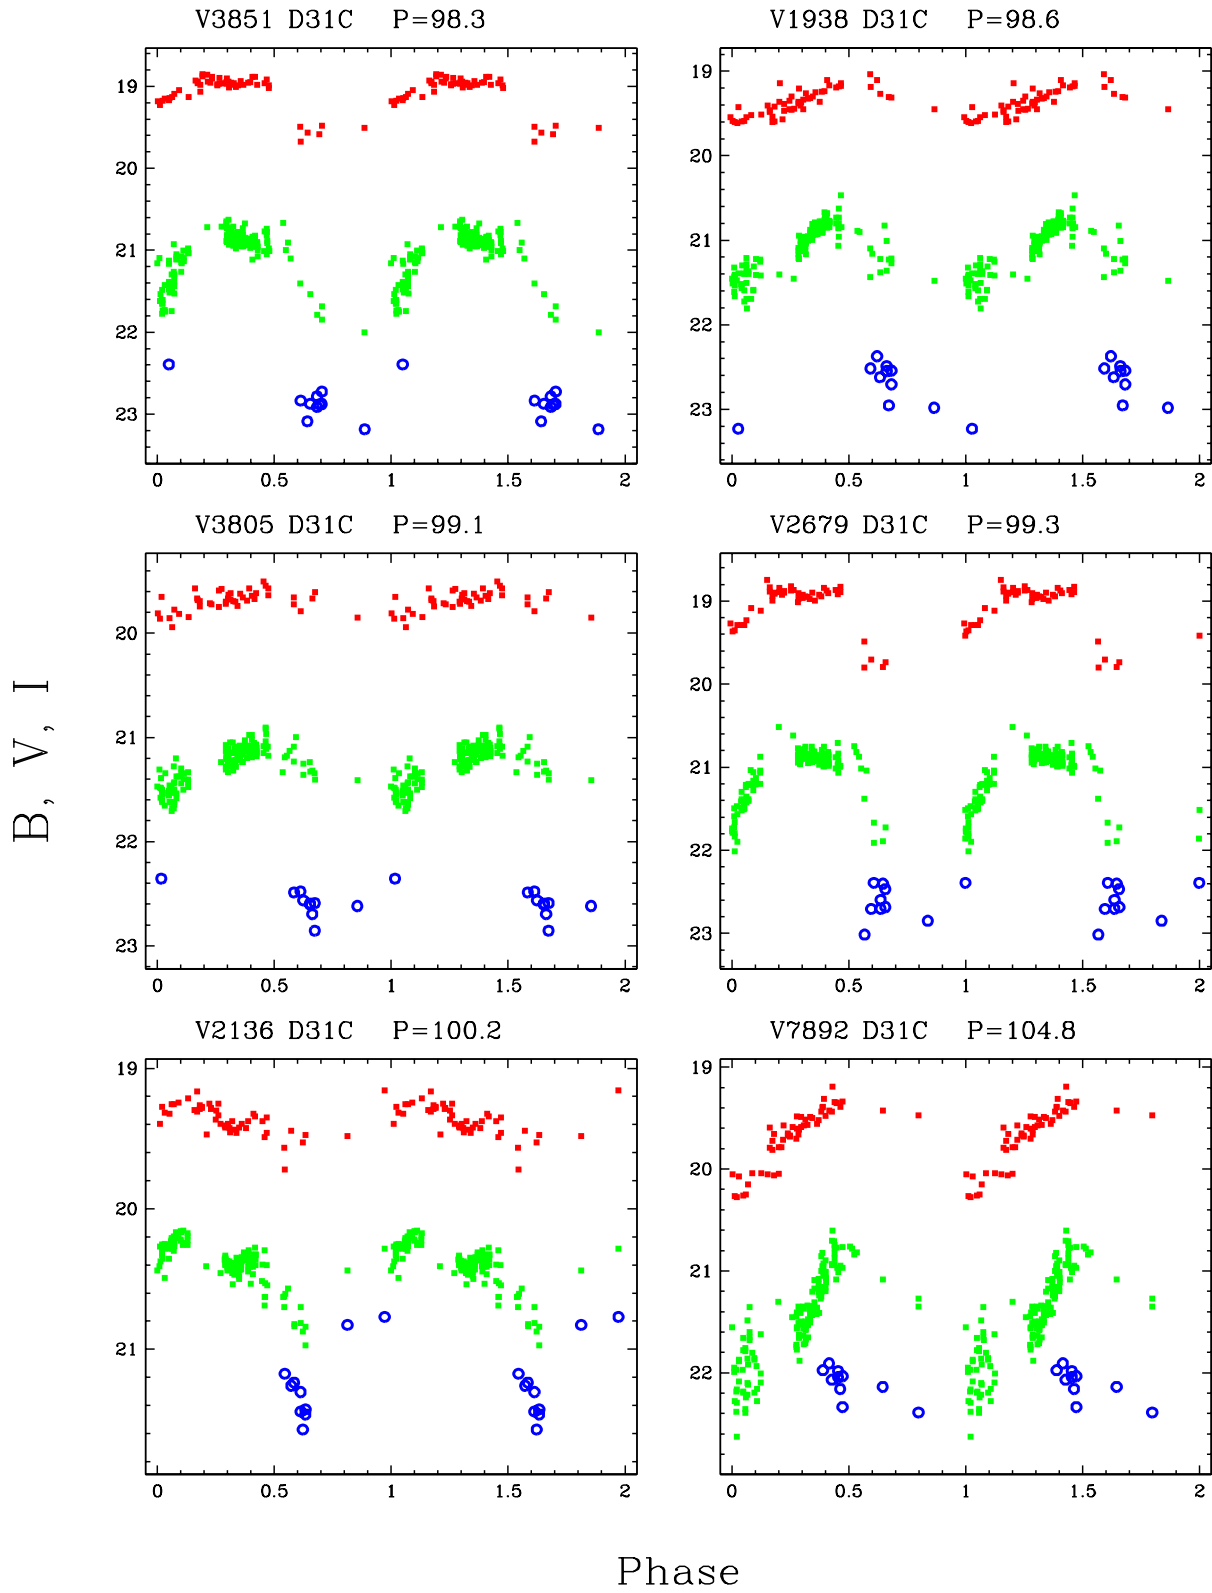 V3851 D31C P=98.3
V1938 D31C P=98.6
19
20
21
22
23
0 0.5 1 1.5 2
19
20
21
22
23
0 0.5 1 1.5 2
V3805 D31C P=99.1
V2679 D31C P=99.3
20
21
22
23
0 0.5 1 1.5 2
19
20
21
22
23
0 0.5 1 1.5 2
B, V, I
V2136 D31C P=100.2
V7892 D31C P=104.8
19
20
21
0 0.5 1 1.5 2
19
20
21
22
0 0.5 1 1.5 2
Phase